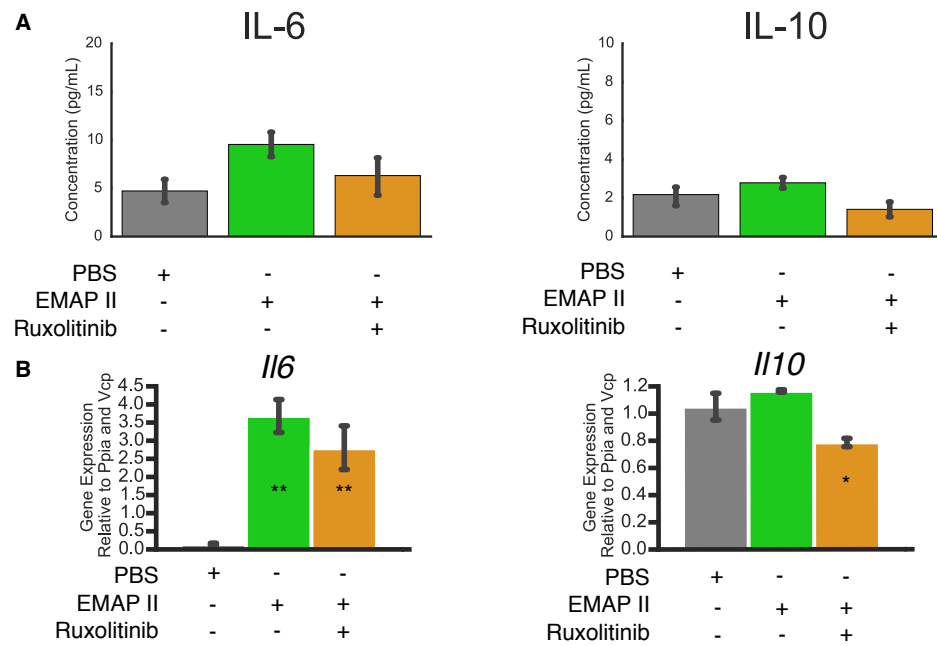 A
IL-6
IL-10
Concentration (pg/mL)
20
15
10
5
0
Concentration (pg/mL)
10
8
6
4
2
0
PBS + - -
EMAP II - + +
Ruxolitinib - - +
PBS + - -
EMAP II - + +
Ruxolitinib - - +
B
Il6
Il10
Gene Expression
Relative to Ppia and Vcp
4.5
4.0
3.5
3.0
2.5
2.0
1.5
1.0
0.5
0.0
** **
Gene Expression
Relative to Ppia and Vcp
1.2
1.0
0.8
0.6
0.4
0.2
0.0
*
PBS + - -
EMAP II - + +
Ruxolitinib - - +
PBS + - -
EMAP II - + +
Ruxolitinib - - +